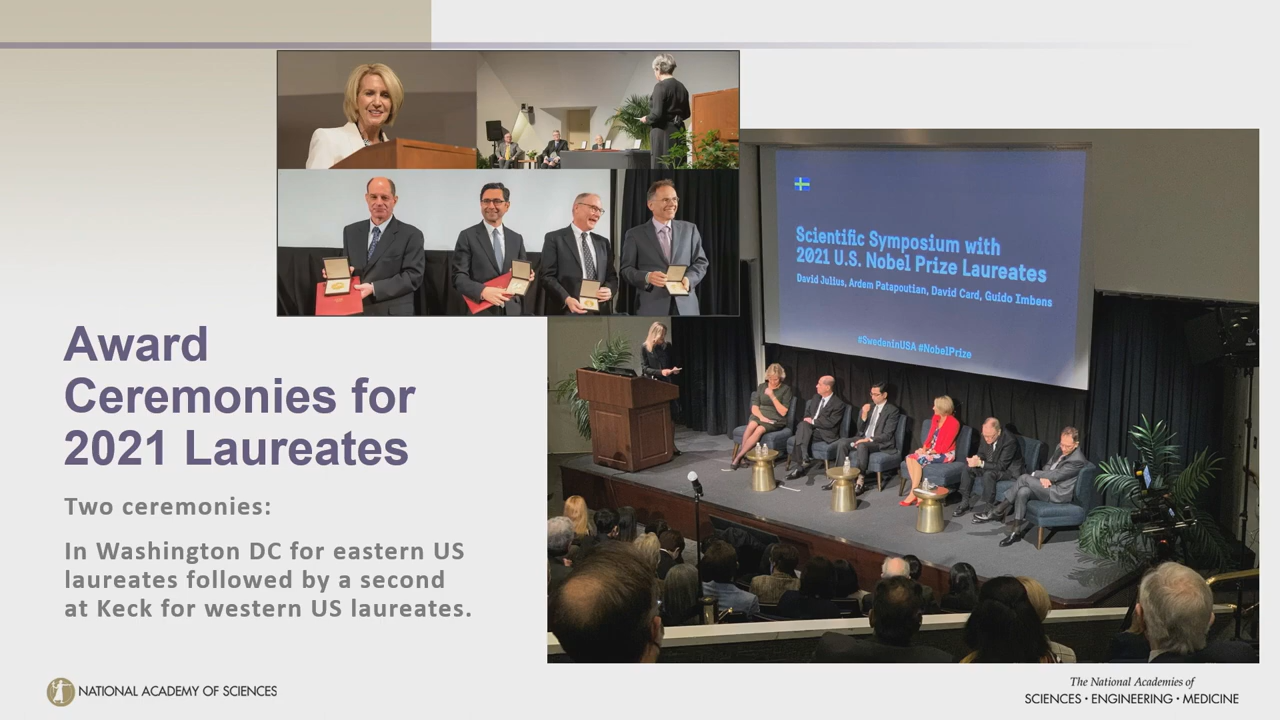 Award
Ceremonies for
2021 Laureates
Two ceremonies:
In Washington DC for eastern US
laureates followed by a second
at Keck for western US laureates.
Scientific Symposium with
2021 U.S. Nobel Prize Laureates
David Julius, Ardem Patapoutian, David Card, Guido Imbens
#SwedenInUSA #NobelPrize
NATIONAL ACADEMY OF SCIENCES
The National Academies of
SCIENCES • ENGINEERING • MEDICINE